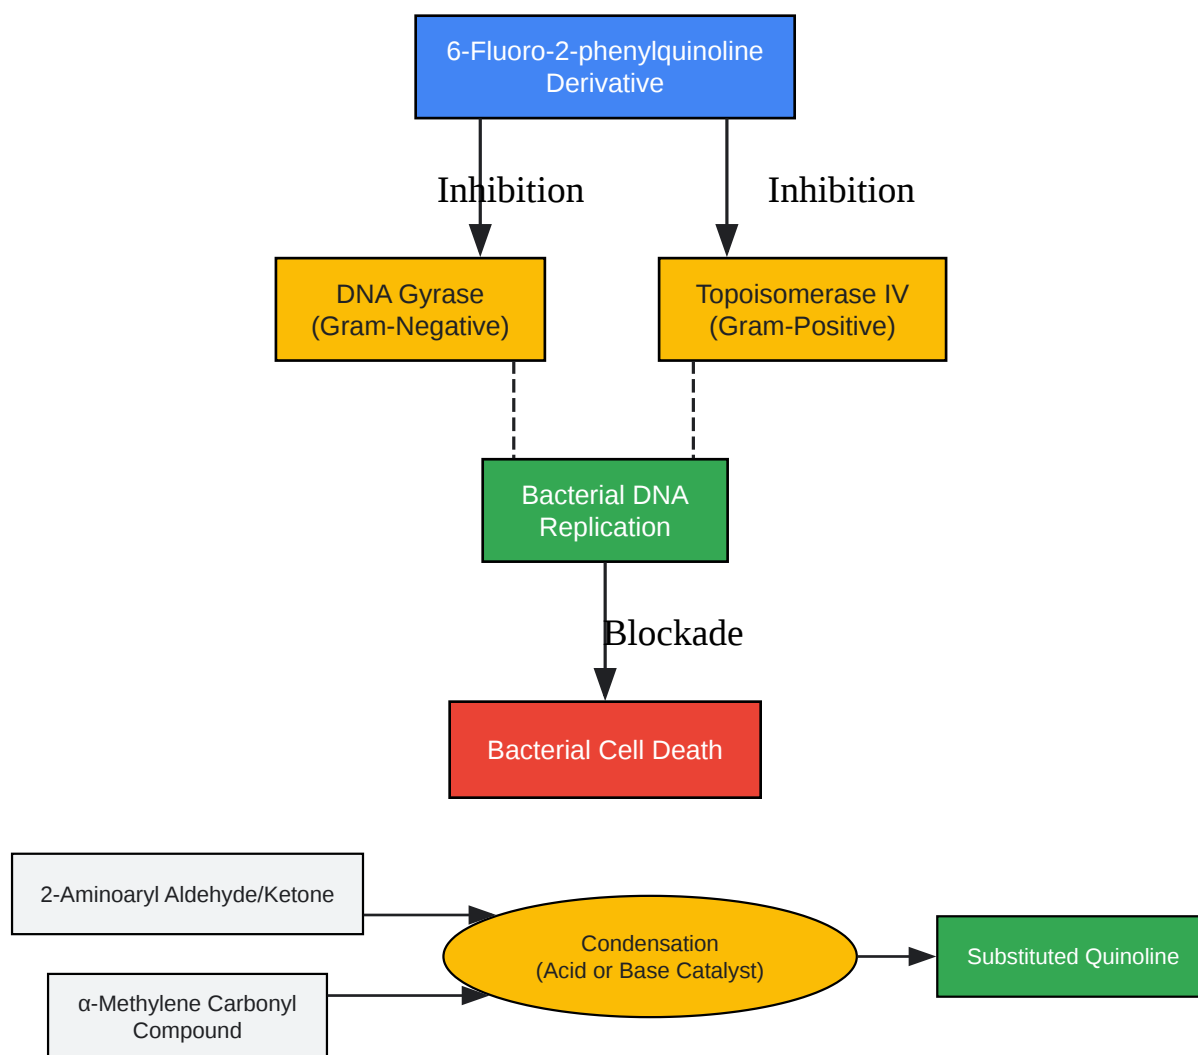 6-Fluoro-2-phenylquinoline
Derivative
Inhibition
Inhibition
DNA Gyrase
(Gram-Negative)
Topoisomerase IV
(Gram-Positive)
Bacterial DNA
Replication
Blockade
Bacterial Cell Death
2-Aminoaryl Aldehyde/Ketone
Condensation
(Acid or Base Catalyst)
Substituted Quinoline
α-Methylene Carbonyl
Compound